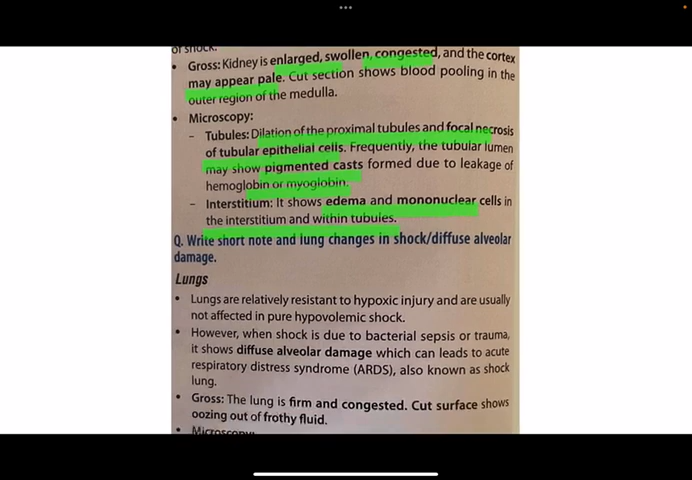 of shock.
• Gross: Kidney is enlarged, swollen, congested, and the cortex
may appear pale. Cut section shows blood pooling in the
outer region of the medulla.
• Microscopy:
– Tubules: Dilation of the proximal tubules and focal necrosis
of tubular epithelial cells. Frequently, the tubular lumen
may show pigmented casts formed due to leakage of
hemoglobin or myoglobin.
– Interstitium: It shows edema and mononuclear cells in
the interstitium and within tubules.
Q. Write short note and lung changes in shock/diffuse alveolar
damage.
Lungs
• Lungs are relatively resistant to hypoxic injury and are usually
not affected in pure hypovolemic shock.
• However, when shock is due to bacterial sepsis or trauma,
it shows diffuse alveolar damage which can leads to acute
respiratory distress syndrome (ARDS), also known as shock
lung.
• Gross: The lung is firm and congested. Cut surface shows
oozing out of frothy fluid.
• Microscopy: